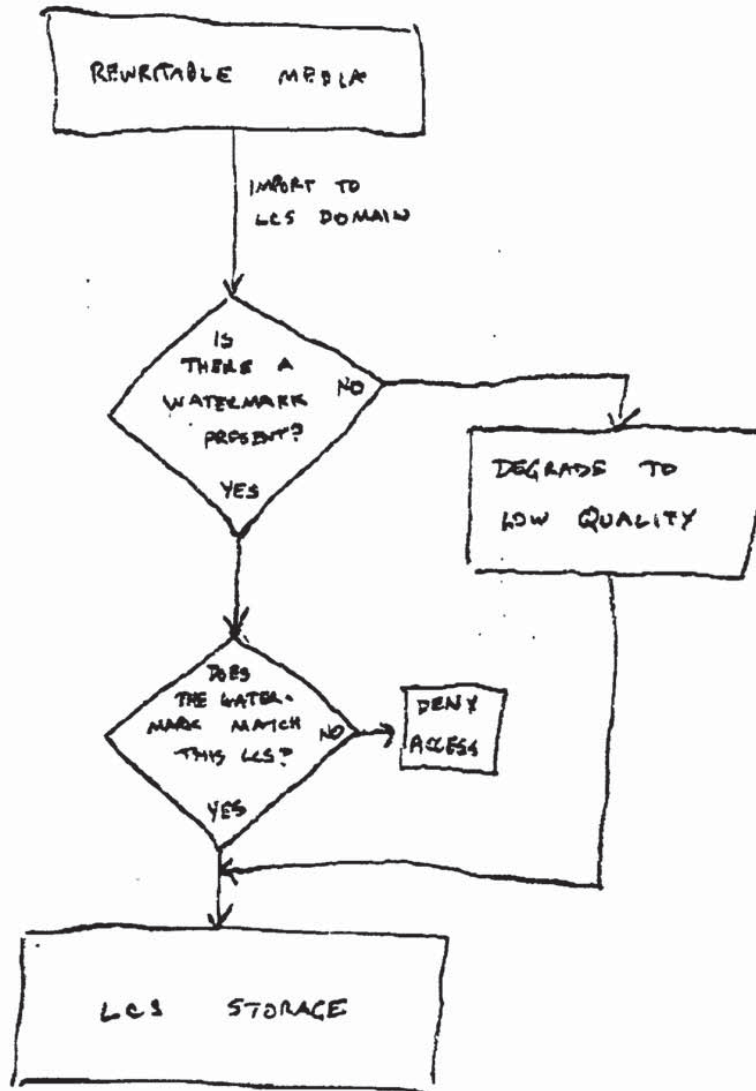 REWRITABLE MEDIA
IMPORT TO
LCS DOMAIN
IS
THERE A
WATERMARK
PRESENT?
NO
YES
DEGRADE TO
LOW QUALITY
DOES
THE WATER-
MARK MATCH
THIS LCS?
NO
YES
DENY
ACCESS
LCS STORAGE